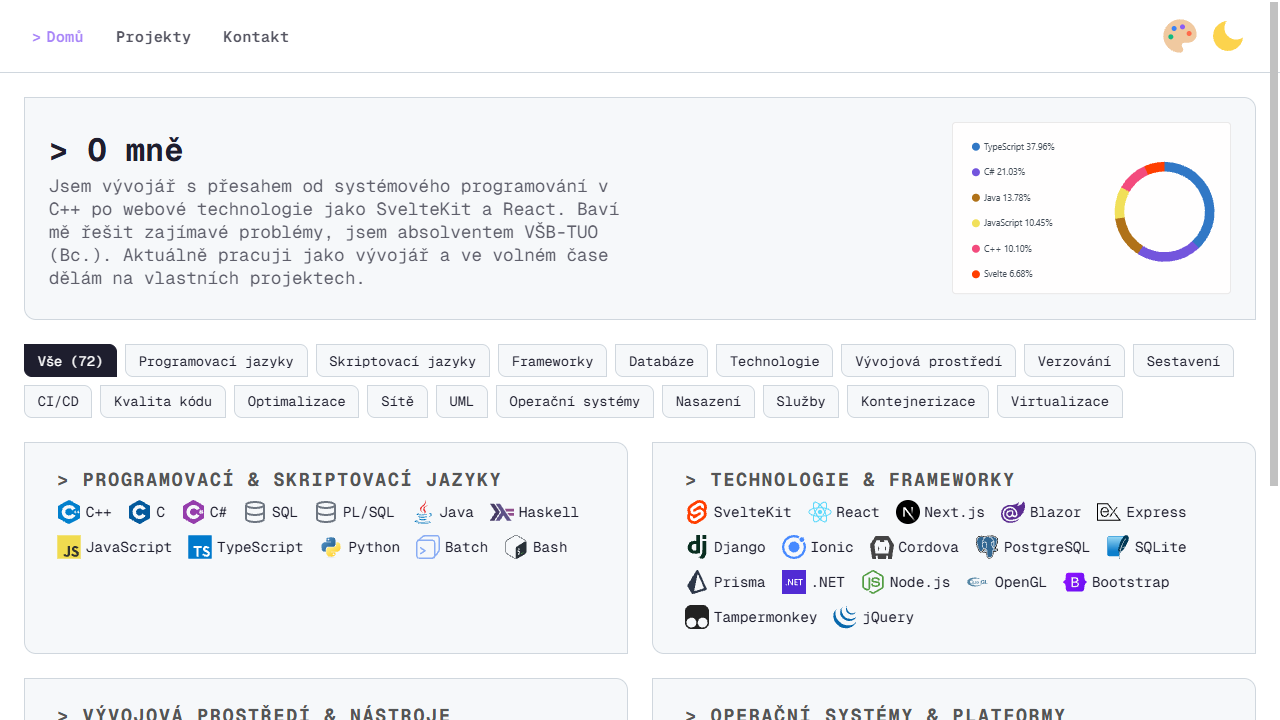 > Domů Projekty Kontakt
> O mně
Jsem vývojář s přesahem od systémového programování v
C++ po webové technologie jako SvelteKit a React. Baví
mě řešit zajímavé problémy, jsem absolventem VŠB-TUO
(Bc.). Aktuálně pracuji jako vývojář a ve volném čase
dělám na vlastních projektech.
TypeScript 37.96%
C# 21.03%
Java 13.78%
JavaScript 10.45%
C++ 10.10%
Svelte 6.68%
Vše (72) Programovací jazyky Skriptovací jazyky Frameworky Databáze Technologie Vývojová prostředí Verzování Sestavení
CI/CD Kvalita kódu Optimalizace Sítě UML Operační systémy Nasazení Služby Kontejnerizace Virtualizace
> PROGRAMOVACÍ & SKRIPTOVACÍ JAZYKY
C++ C C# SQL PL/SQL Java Haskell
JavaScript TypeScript Python Batch Bash
> TECHNOLOGIE & FRAMEWORKY
SvelteKit React Next.js Blazor Express
Django Ionic Cordova PostgreSQL SQLite
Prisma .NET Node.js OpenGL Bootstrap
Tampermonkey jQuery
> VÝVOJOVÁ PROSTŘEDÍ & NÁSTROJE
> OPERAČNÍ SYSTÉMY & PLATFORMY